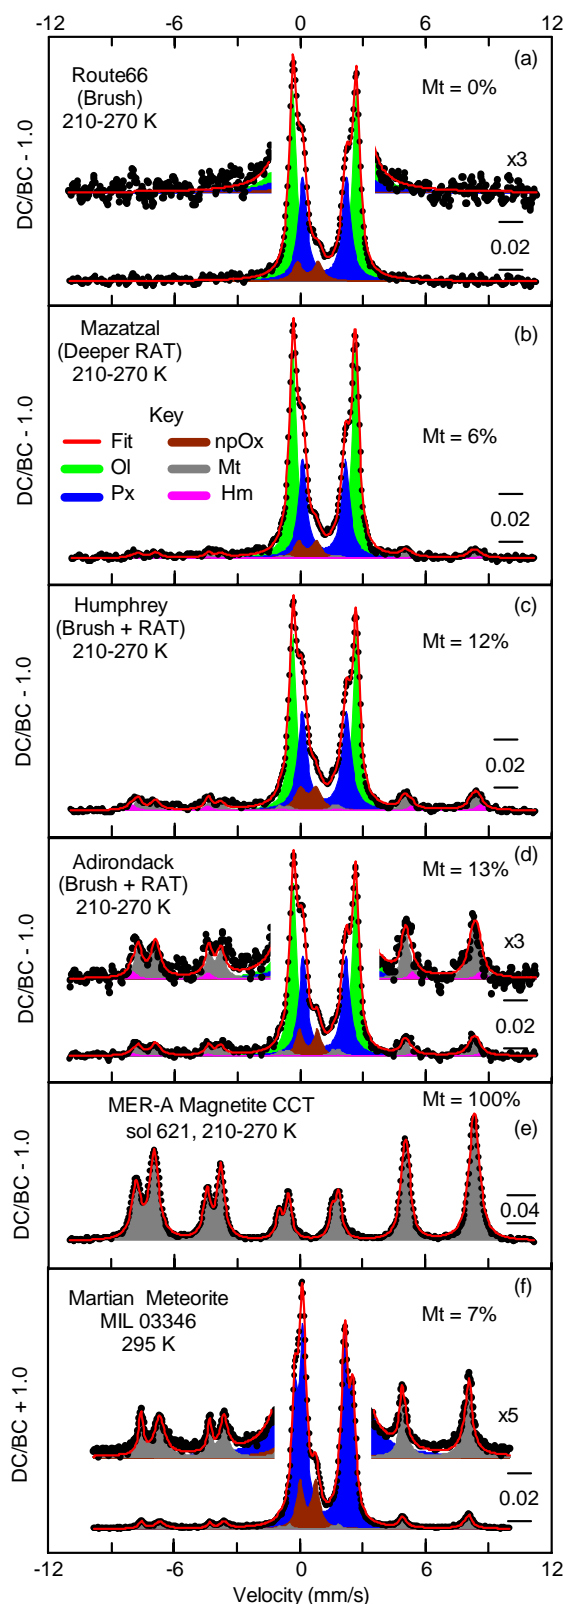 -12 -6 0 6 12
(a)
Route66
(Brush)
210-270 K
Mt = 0%
x3
0.02
DC/BC - 1.0
(b)
Mazatzal
(Deeper RAT)
210-270 K
Key
Fit npOx
Ol Mt
Px Hm
Mt = 6%
0.02
DC/BC - 1.0
(c)
Humphrey
(Brush + RAT)
210-270 K
Mt = 12%
0.02
DC/BC - 1.0
(d)
Adirondack
(Brush + RAT)
210-270 K
Mt = 13%
x3
0.02
DC/BC - 1.0
MER-A Magnetite CCT
sol 621, 210-270 K
Mt = 100%
(e)
0.04
DC/BC - 1.0
(f)
Martian Meteorite
MIL 03346
295 K
Mt = 7%
x5
0.02
DC/BC + 1.0
-12 -6 0 6 12
Velocity (mm/s)